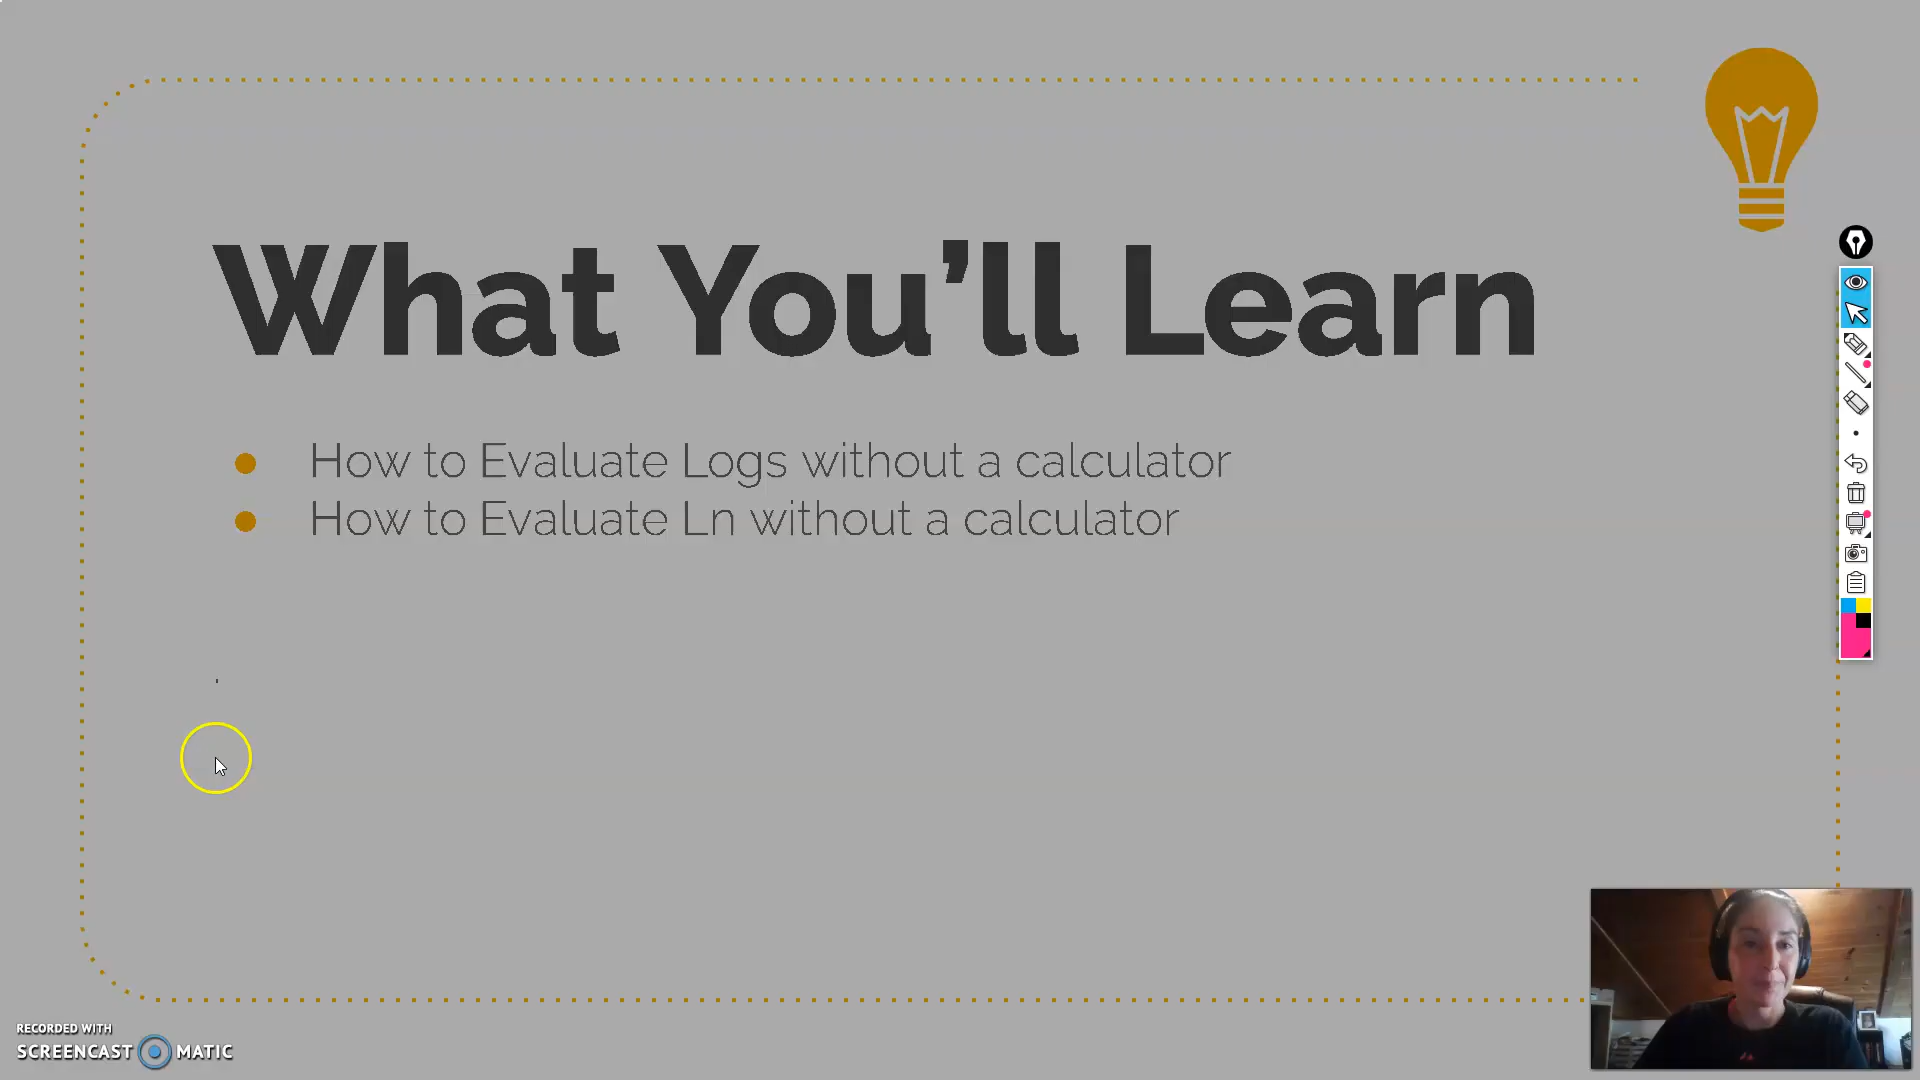 What You’ll Learn
How to Evaluate Logs without a calculator
How to Evaluate Ln without a calculator
RECORDED WITH
SCREENCAST MATIC